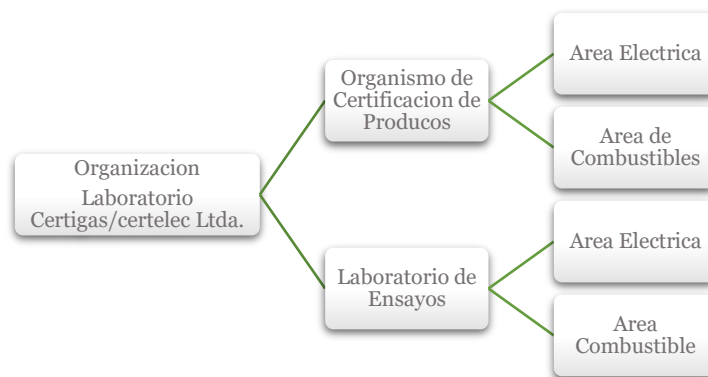 Organizacion
Laboratorio
Certigas/certelec Ltda.
Organismo de
Certificacion de
Producos
Area Electrica
Area de
Combustibles
Laboratorio de
Ensayos
Area Electrica
Area
Combustible